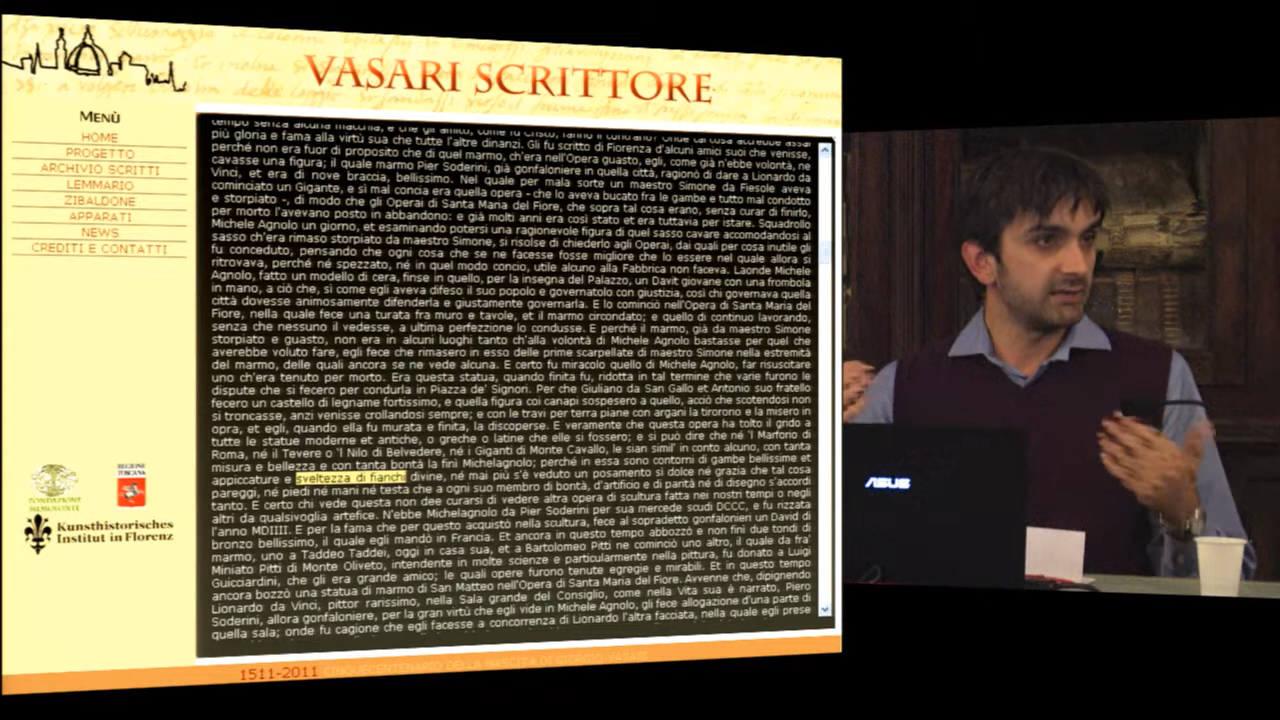 VASARI SCRITTORE
MENÙ
HOME
PROGETTO
ARCHIVIO SCRITTI
LEMMARIO
ZIBALDONE
APPARATI
NEWS
CREDITI E CONTATTI
FONDAZIONE
MEMOFONTE
REGIONE
TOSCANA
Kunsthistorisches
Institut in Florenz
tempo senza alcuna macchia, e che gli amici, come fu Cristo, fanno il contrario? Onde tal cosa accrebbe assai
più gloria e fama alla virtù sua che tutte l'altre dinanzi. Gli fu scritto di Fiorenza d'alcuni amici suoi che venisse,
perché non era fuor di proposito che di quel marmo, ch'era nell'Opera guasto, egli, come già n'ebbe volontà, ne
cavasse una figura; il quale marmo Pier Soderini, già gonfaloniere in quella città, ragionò di dare a Lionardo da
Vinci, et era di nove braccia, bellissimo. Nel quale per mala sorte un maestro Simone da Fiesole aveva
cominciato un Gigante, e sì mal concia era quella opera - che lo aveva bucato fra le gambe e tutto mal condotto
e storpiato -, di modo che gli Operai di Santa Maria del Fiore, che sopra tal cosa erano, senza curar di finirlo,
per morto l'avevano posto in abbandono: e già molti anni era così stato et era tuttavia per istare. Squadrollo
Michele Agnolo un giorno, et esaminando potersi una ragionevole figura di quel sasso cavare accomodandosi al
sasso ch'era rimaso storpiato da maestro Simone, si risolse di chiederlo agli Operai, dai quali per cosa inutile gli
fu conceduto, pensando che ogni cosa che se ne facesse fosse migliore che lo essere nel quale allora si
ritrovava, perché né spezzato, né in quel modo concio, utile alcuno alla Fabbrica non faceva. Laonde Michele
Agnolo, fatto un modello di cera, finse in quello, per la insegna del Palazzo, un Davit giovane con una frombola
in mano, a ciò che, sì come egli aveva difeso il suo popolo e governatolo con giustizia, così chi governava quella
città dovesse animosamente difenderla e giustamente governarla. E lo cominciò nell'Opera di Santa Maria del
Fiore, nella quale fece una turata fra muro e tavole, et il marmo circondato; e quello di continuo lavorando,
senza che nessuno il vedesse, a ultima perfezzione lo condusse. E perché il marmo, già da maestro Simone
storpiato e guasto, non era in alcuni luoghi tanto ch'alla volontà di Michele Agnolo bastasse per quel che
averebbe voluto fare, egli fece che rimasero in esso delle prime scarpellate di maestro Simone nella estremità
del marmo, delle quali ancora se ne vede alcuna. E certo fu miracolo quello di Michele Agnolo, far risuscitare
uno ch'era tenuto per morto. Era questa statua, quando finita fu, ridotta in tal termine che varie furono le
dispute che si fecero per condurla in Piazza de' Signori. Per che Giuliano da San Gallo et Antonio suo fratello
fecero un castello di legname fortissimo, e quella figura coi canapi sospesero a quello, acciò che scotendosi non
si troncasse, anzi venisse crollandosi sempre; e con le travi per terra piane con argani la tirorono e la misero in
opra, et egli, quando ella fu murata e finita, la discoperse. E veramente che questa opera ha tolto il grido a
tutte le statue moderne et antiche, o greche o latine che elle si fossero; e si può dire che né 'l Marforio di
Roma, né il Tevere o 'l Nilo di Belvedere, né i Giganti di Monte Cavallo, le sian simil' in conto alcuno, con tanta
misura e bellezza e con tanta bontà la finì Michelagnolo; perché in essa sono contorni di gambe bellissime et
appiccature e sveltezza di fianchi divine, né mai più s'è veduto un posamento sì dolce né grazia che tal cosa
pareggi, né piedi né mani né testa che a ogni suo membro di bontà, d'artificio e di parità né di disegno s'accordi
tanto. E certo chi vede questa non dee curarsi di vedere altra opera di scultura fatta nei nostri tempi o negli
altri da qualsivoglia artefice. N'ebbe Michelagnolo da Pier Soderini per sua mercede scudi DCCC, e fu rizzata
l'anno MDIIII. E per la fama che per questo acquistò nella scultura, fece al sopradetto gonfalonieri un David di
bronzo bellissimo, il quale egli mandò in Francia. Et ancora in questo tempo abbozzò e non finì due tondi di
marmo, uno a Taddeo Taddei, oggi in casa sua, et a Bartolomeo Pitti ne cominciò uno altro, il quale da fra'
Miniato Pitti di Monte Oliveto, intendente in molte scienze e particularmente nella pittura, fu donato a Luigi
Guicciardini, che gli era grande amico; le quali opere furono tenute egregie e mirabili. Et in questo tempo
ancora bozzò una statua di marmo di San Matteo nell'Opera di Santa Maria del Fiore. Avvenne che, dipignendo
Lionardo da Vinci, pittor rarissimo, nella Sala grande del Consiglio, come nella Vita sua è narrato, Piero
Soderini, allora gonfaloniere, per la gran virtù che egli vide in Michele Agnolo, gli fece allogazione d'una parte di
quella sala; onde fu cagione che egli facesse a concorrenza di Lionardo l'altra facciata, nella quale egli prese
1511-2011 CINQUECENTENARIO DELLA NASCITA DI GIORGIO VASARI
ASUS